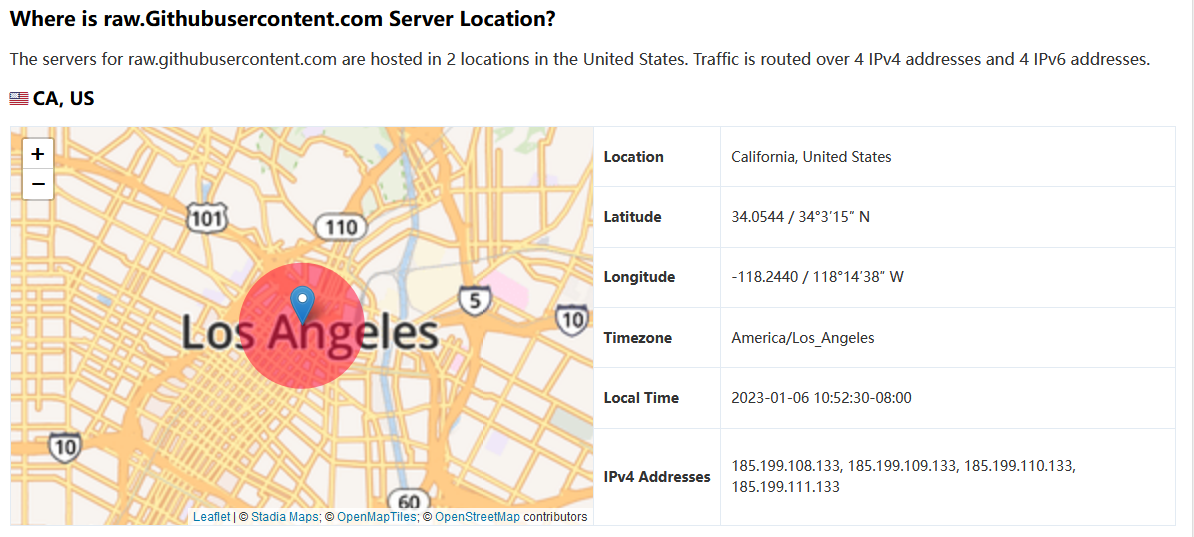 Where is raw.Githubusercontent.com Server Location?
The servers for raw.githubusercontent.com are hosted in 2 locations in the United States. Traffic is routed over 4 IPv4 addresses and 4 IPv6 addresses.
CA, US
+
−
101
110
5
10
Los Angeles
10
60
Leaflet | © Stadia Maps; © OpenMapTiles; © OpenStreetMap contributors
Location California, United States
Latitude 34.0544 / 34°3′15″ N
Longitude -118.2440 / 118°14′38″ W
Timezone America/Los_Angeles
Local Time 2023-01-06 10:52:30-08:00
IPv4 Addresses 185.199.108.133, 185.199.109.133, 185.199.110.133,
185.199.111.133